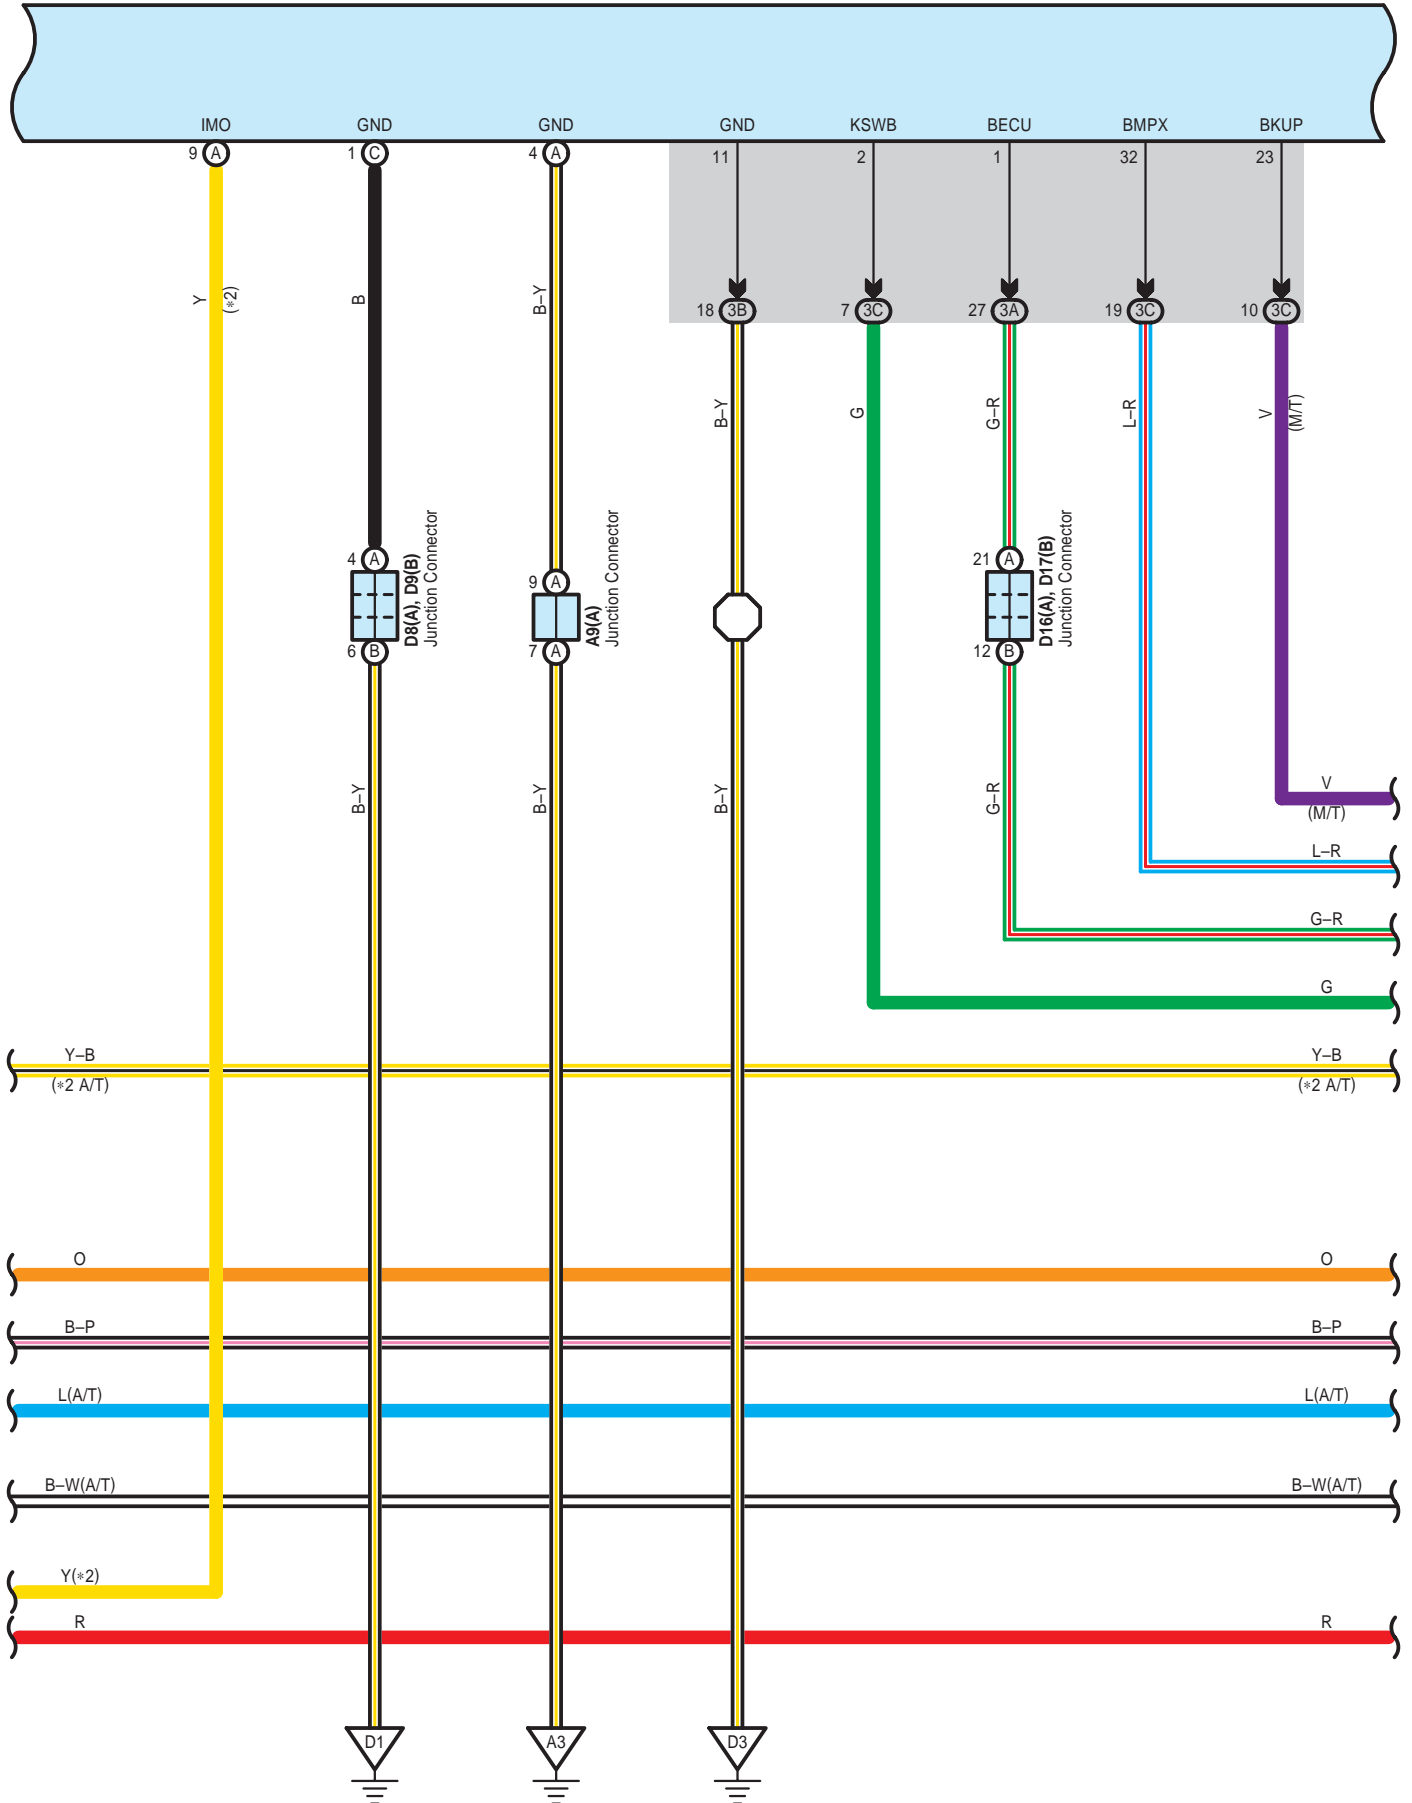 IMO GND GND GND KSWB BECU BMPX BKUP
9 A 1 C 4 A 11 2 1 32 23
Y (*2) B B–Y
18 3B 7 3C 27 3A 19 3C 10 3C
B–Y G G–R L–R V (M/T)
4 A 9 A 21 A
D8(A), D9(B)
Junction Connector
A9(A)
Junction Connector
D16(A), D17(B)
Junction Connector
6 B 7 A 12 B
B–Y B–Y B–Y G–R
V
(M/T)
L–R
G–R
G
Y–B Y–B
(*2 A/T) (*2 A/T)
O O
B–P B–P
L(A/T) L(A/T)
B–W(A/T) B–W(A/T)
Y(*2)
R R
D1 A3 D3